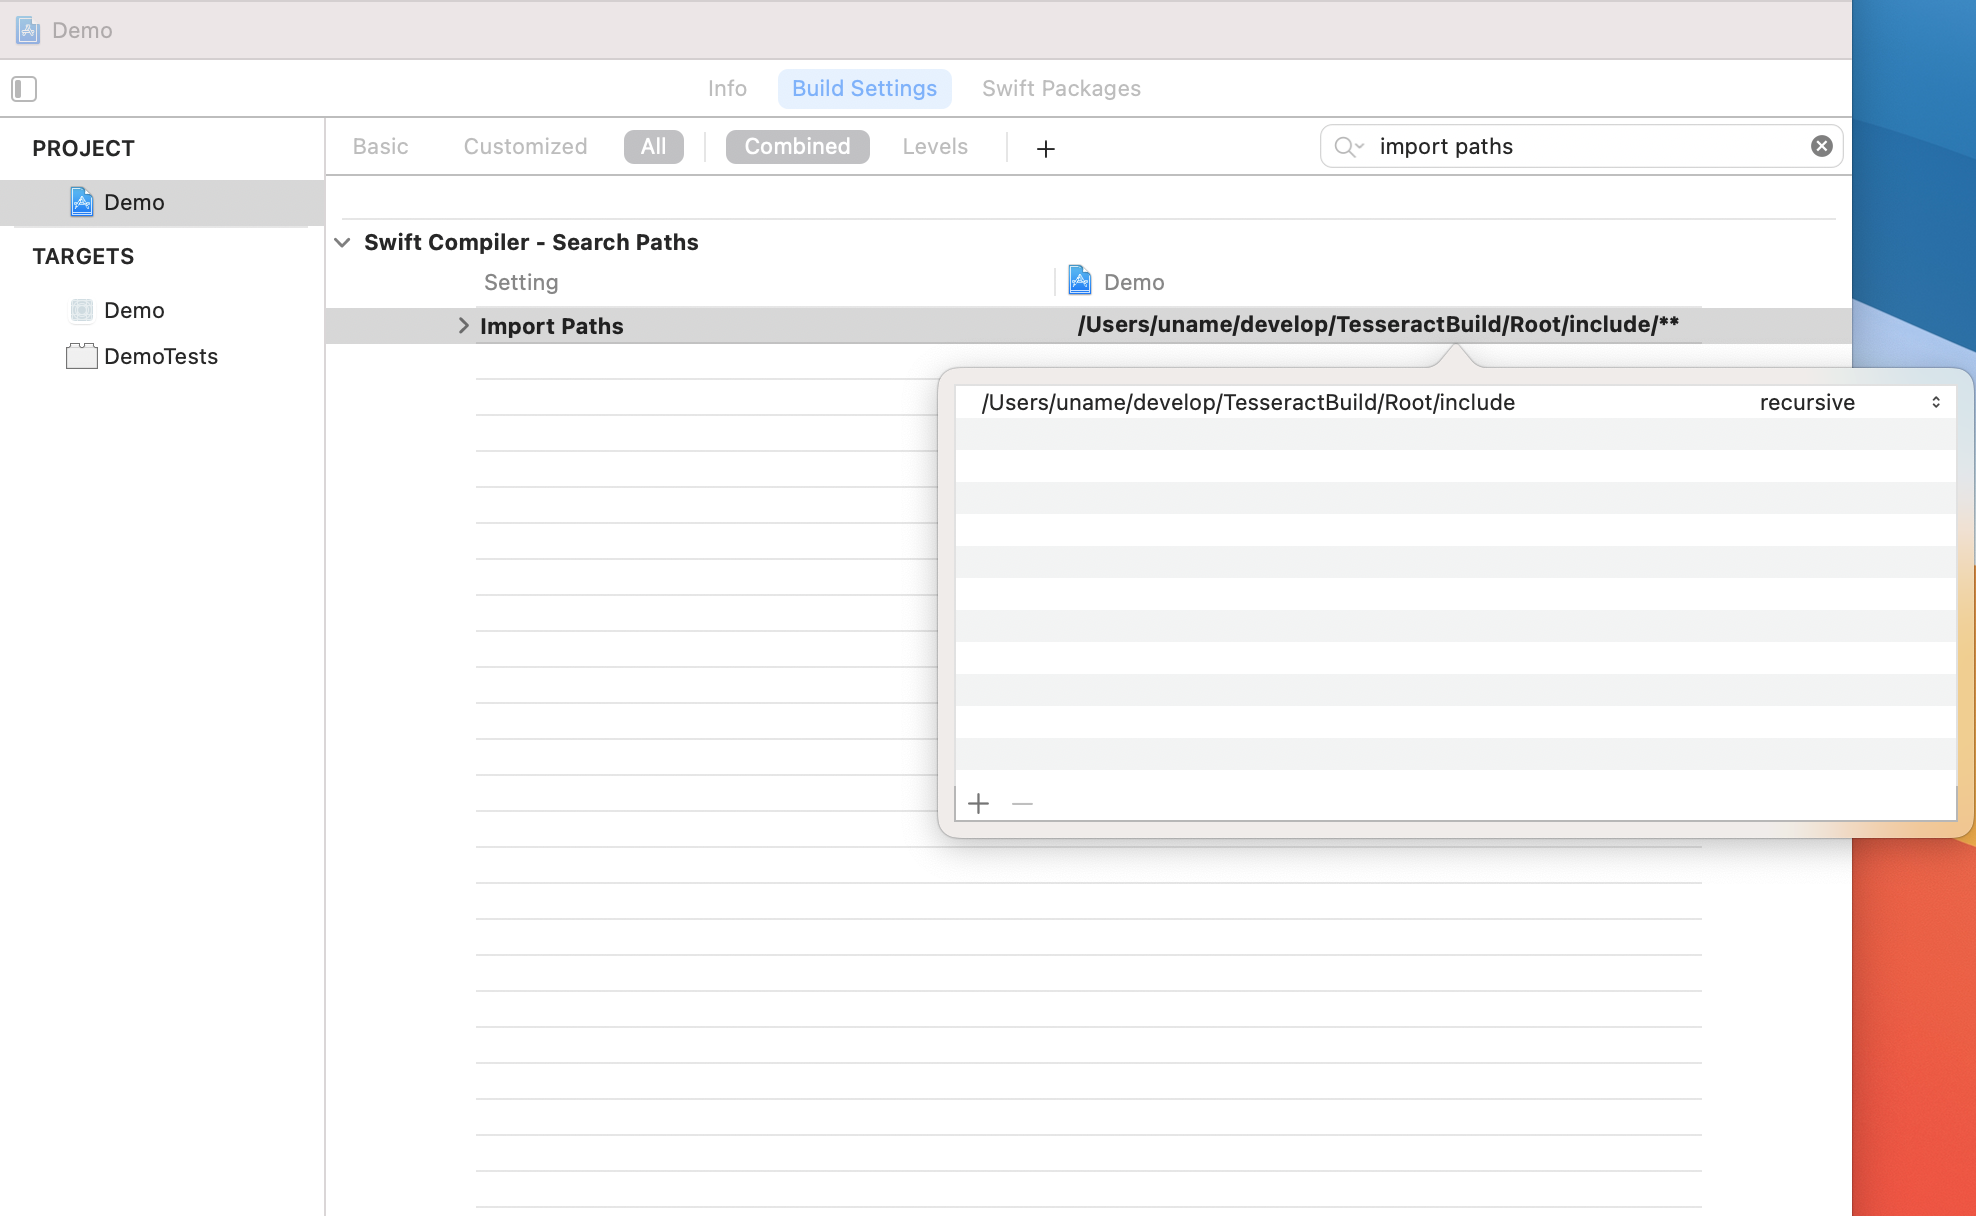 Demo
Info Build Settings Swift Packages
PROJECT
Demo
TARGETS
Demo
DemoTests
Basic Customized All Combined Levels + import paths
Swift Compiler - Search Paths
Setting Demo
Import Paths /Users/uname/develop/TesseractBuild/Root/include/**
/Users/uname/develop/TesseractBuild/Root/include recursive